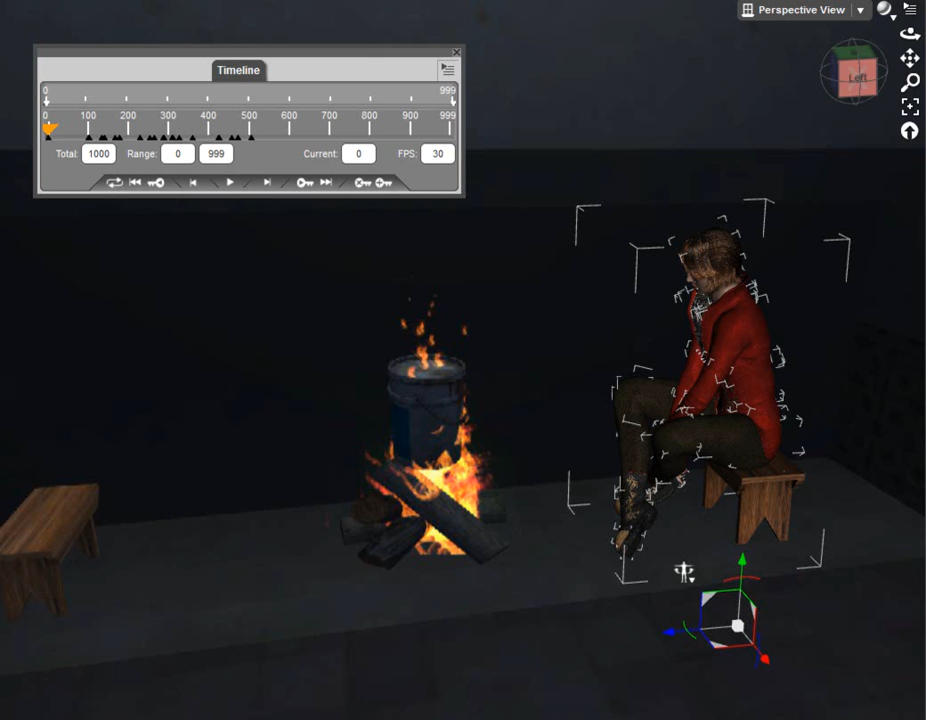 Perspective View
Timeline
0 999
0 100 200 300 400 500 600 700 800 900 999
Total: 1000 Range: 0 999 Current: 0 FPS: 30
Left